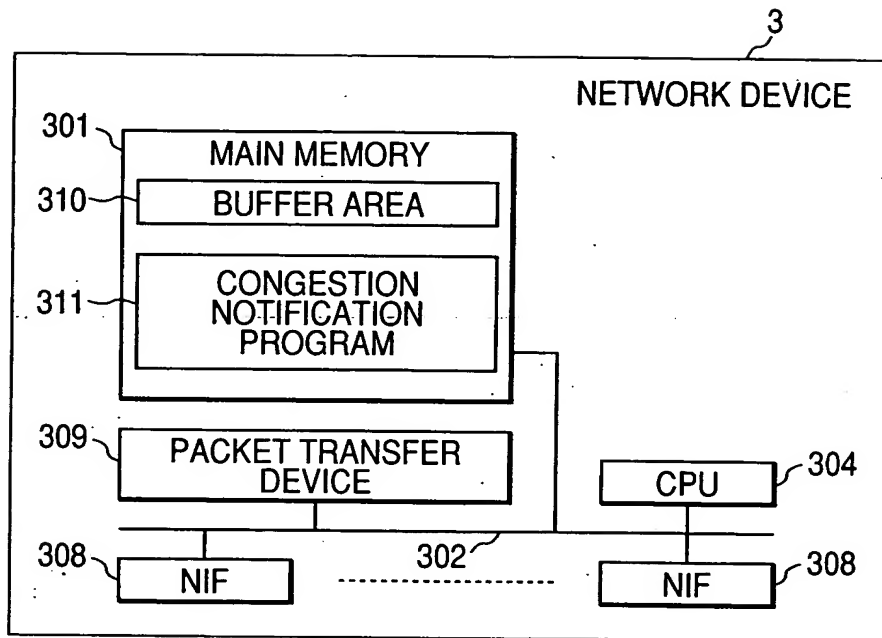 3
NETWORK DEVICE
301
MAIN MEMORY
310
BUFFER AREA
311
CONGESTION
NOTIFICATION
PROGRAM
309
PACKET TRANSFER
DEVICE
CPU
304
302
308
NIF
NIF
308